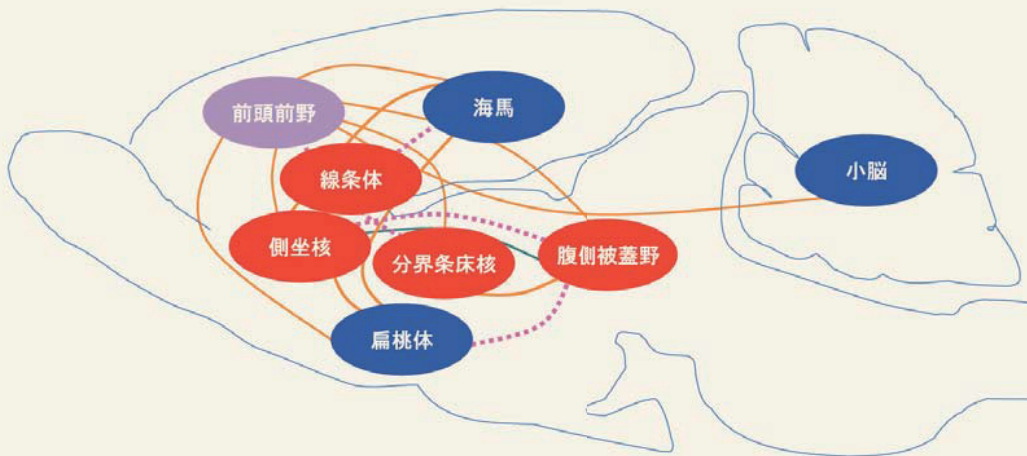 前頭前野
海馬
線条体
小脳
側坐核
分界条床核
腹側被蓋野
扁桃体